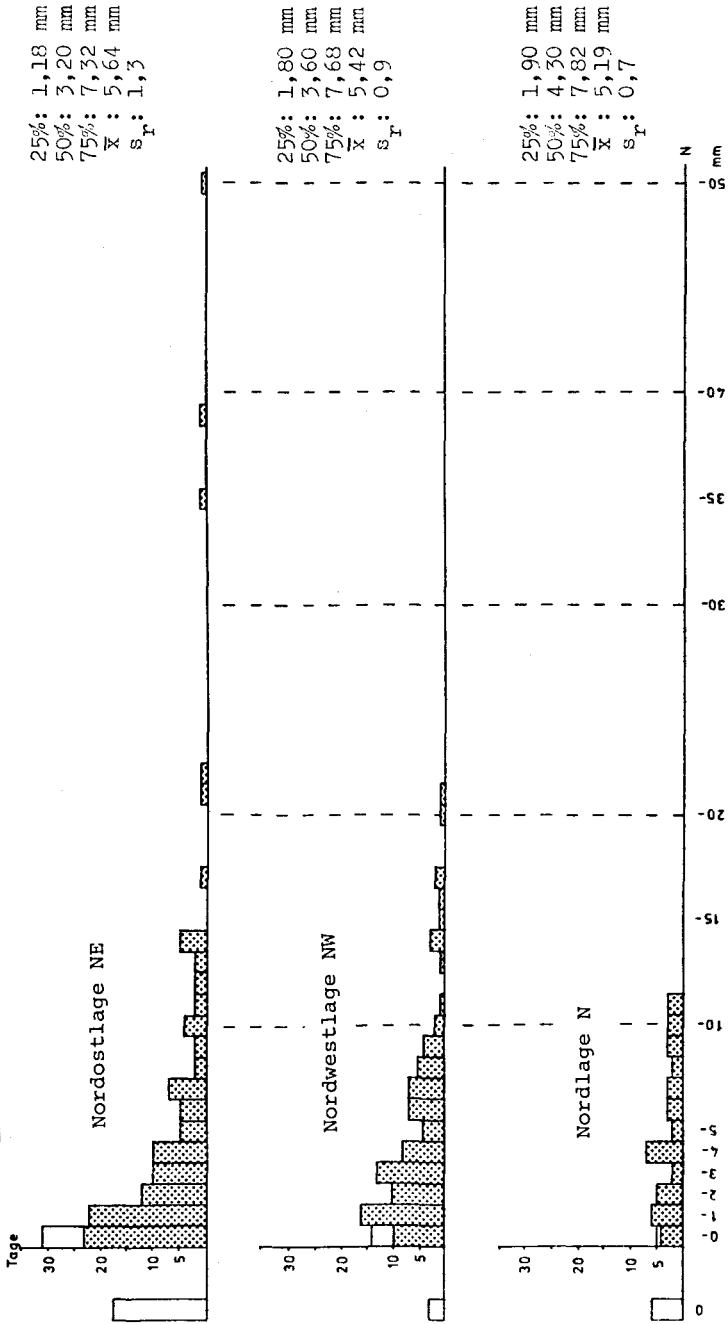 25%: 1,18 mm
50%: 3,20 mm
75%: 7,32 mm
x̅ : 5,64 mm
sr: 1,3
Nordostlage NE
Tage
30
20
10
5
25%: 1,80 mm
50%: 3,60 mm
75%: 7,68 mm
x̅ : 5,42 mm
sr: 0,9
Nordwestlage NW
30
20
10
5
25%: 1,90 mm
50%: 4,30 mm
75%: 7,82 mm
x̅ : 5,19 mm
sr: 0,7
Nordlage N
30
20
10
5
0 0- 1- 2- 3- 4- 5- 10- 15- 20- 30- 35- 40- 50- N
mm